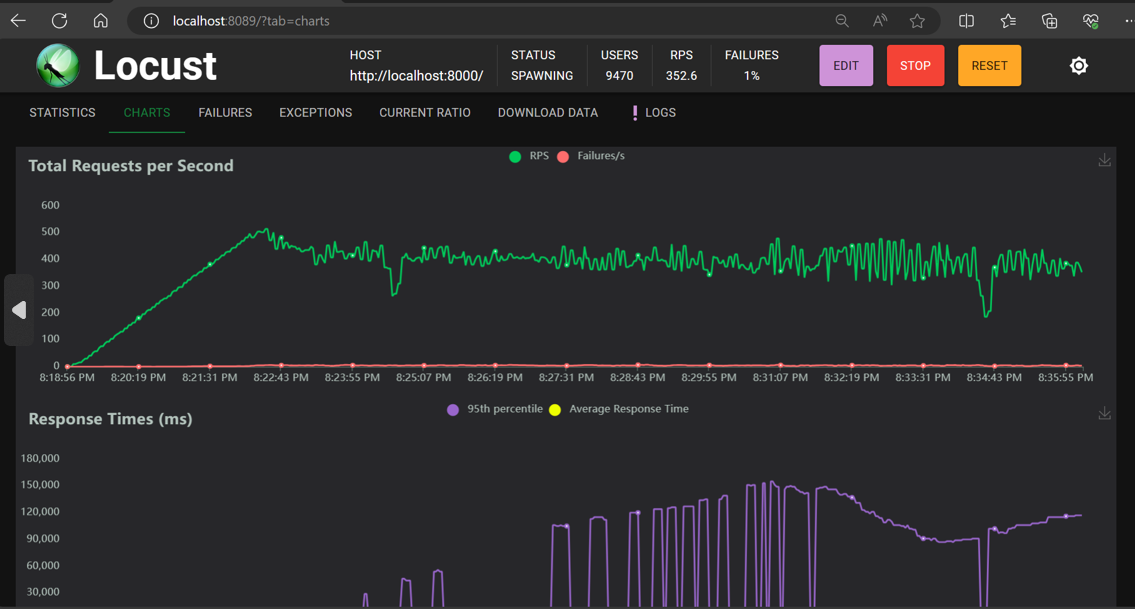 localhost:8089/?tab=charts
Locust
HOST
http://localhost:8000/
STATUS
SPAWNING
USERS
9470
RPS
352.6
FAILURES
1%
EDIT
STOP
RESET
STATISTICS CHARTS FAILURES EXCEPTIONS CURRENT RATIO DOWNLOAD DATA ! LOGS
Total Requests per Second
RPS Failures/s
600
500
400
300
200
100
0
8:18:56 PM 8:20:19 PM 8:21:31 PM 8:22:43 PM 8:23:55 PM 8:25:07 PM 8:26:19 PM 8:27:31 PM 8:28:43 PM 8:29:55 PM 8:31:07 PM 8:32:19 PM 8:33:31 PM 8:34:43 PM 8:35:55 PM
Response Times (ms)
95th percentile Average Response Time
180,000
150,000
120,000
90,000
60,000
30,000